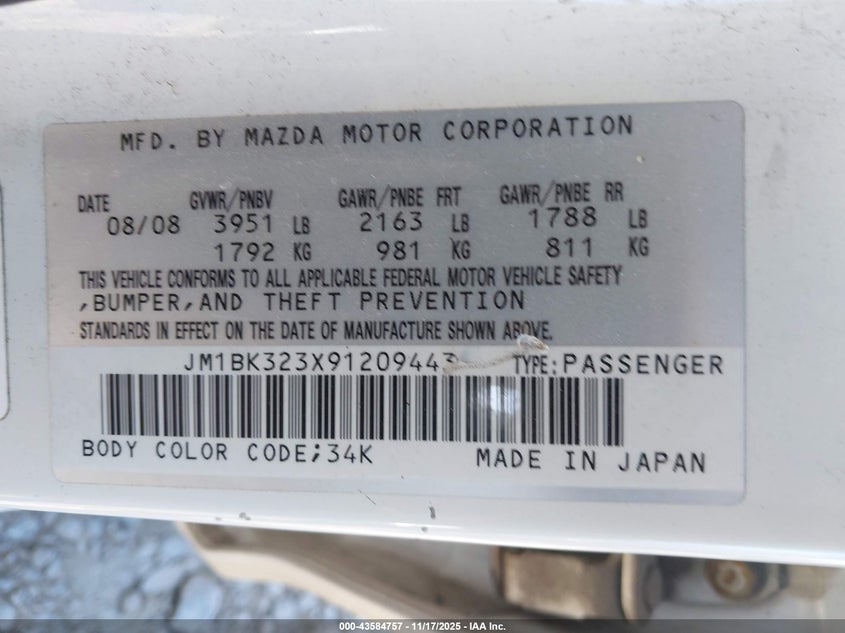 MFD. BY MAZDA MOTOR CORPORATION
DATE GVWR/PNBV GAWR/PNBE FRT GAWR/PNBE RR
08/08 3951 LB 2163 LB 1788 LB
1792 KG 981 KG 811 KG
THIS VEHICLE CONFORMS TO ALL APPLICABLE FEDERAL MOTOR VEHICLE SAFETY
,BUMPER,AND THEFT PREVENTION
STANDARDS IN EFFECT ON THE DATE OF MANUFACTURE SHOWN ABOVE.
JM1BK323X91209443 TYPE:PASSENGER
BODY COLOR CODE;34K MADE IN JAPAN
000-43584757 - 11/17/2025 - IAA Inc.